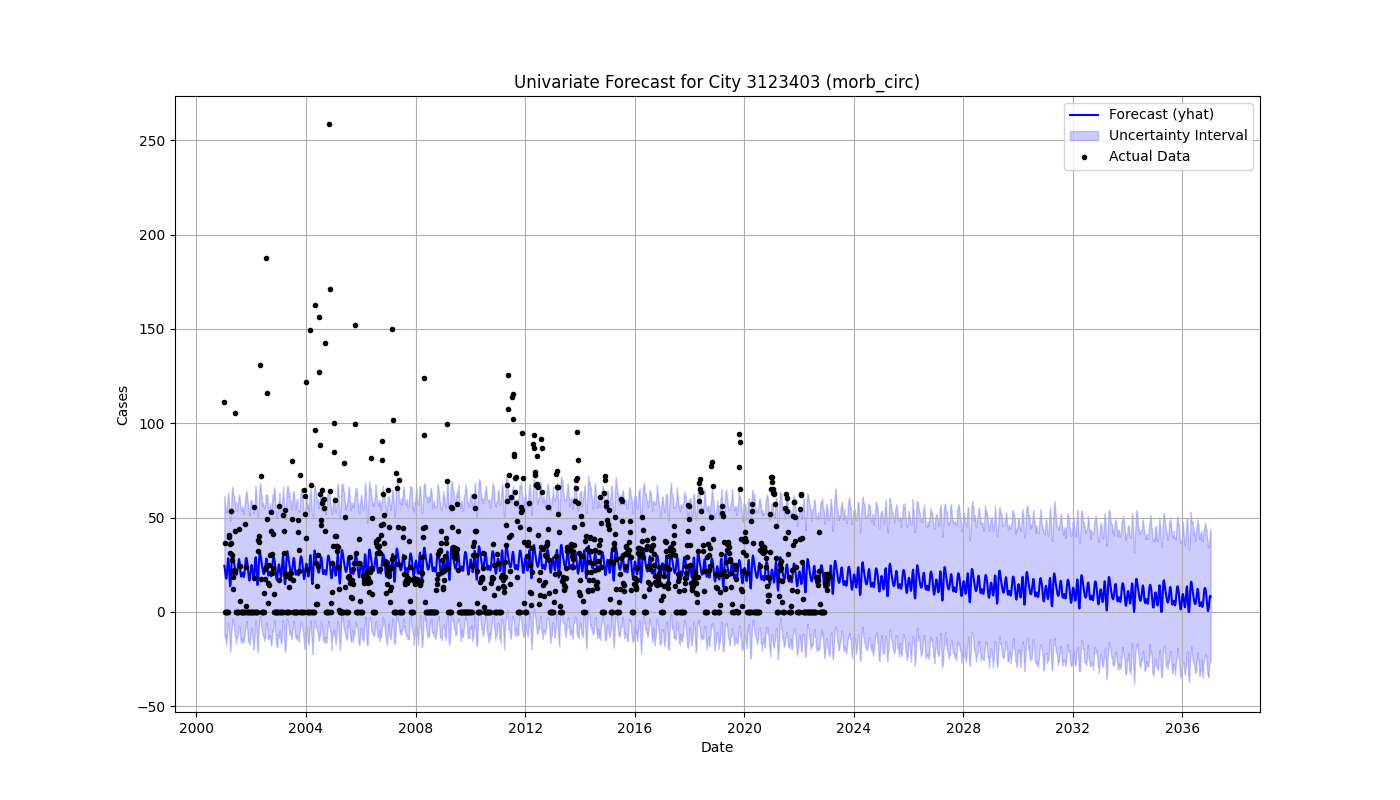 Univariate Forecast for City 3123403 (morb_circ)
Forecast (yhat)
Uncertainty Interval
Actual Data
250
200
150
100
50
0
−50
Cases
2000
2004
2008
2012
2016
2020
2024
2028
2032
2036
Date